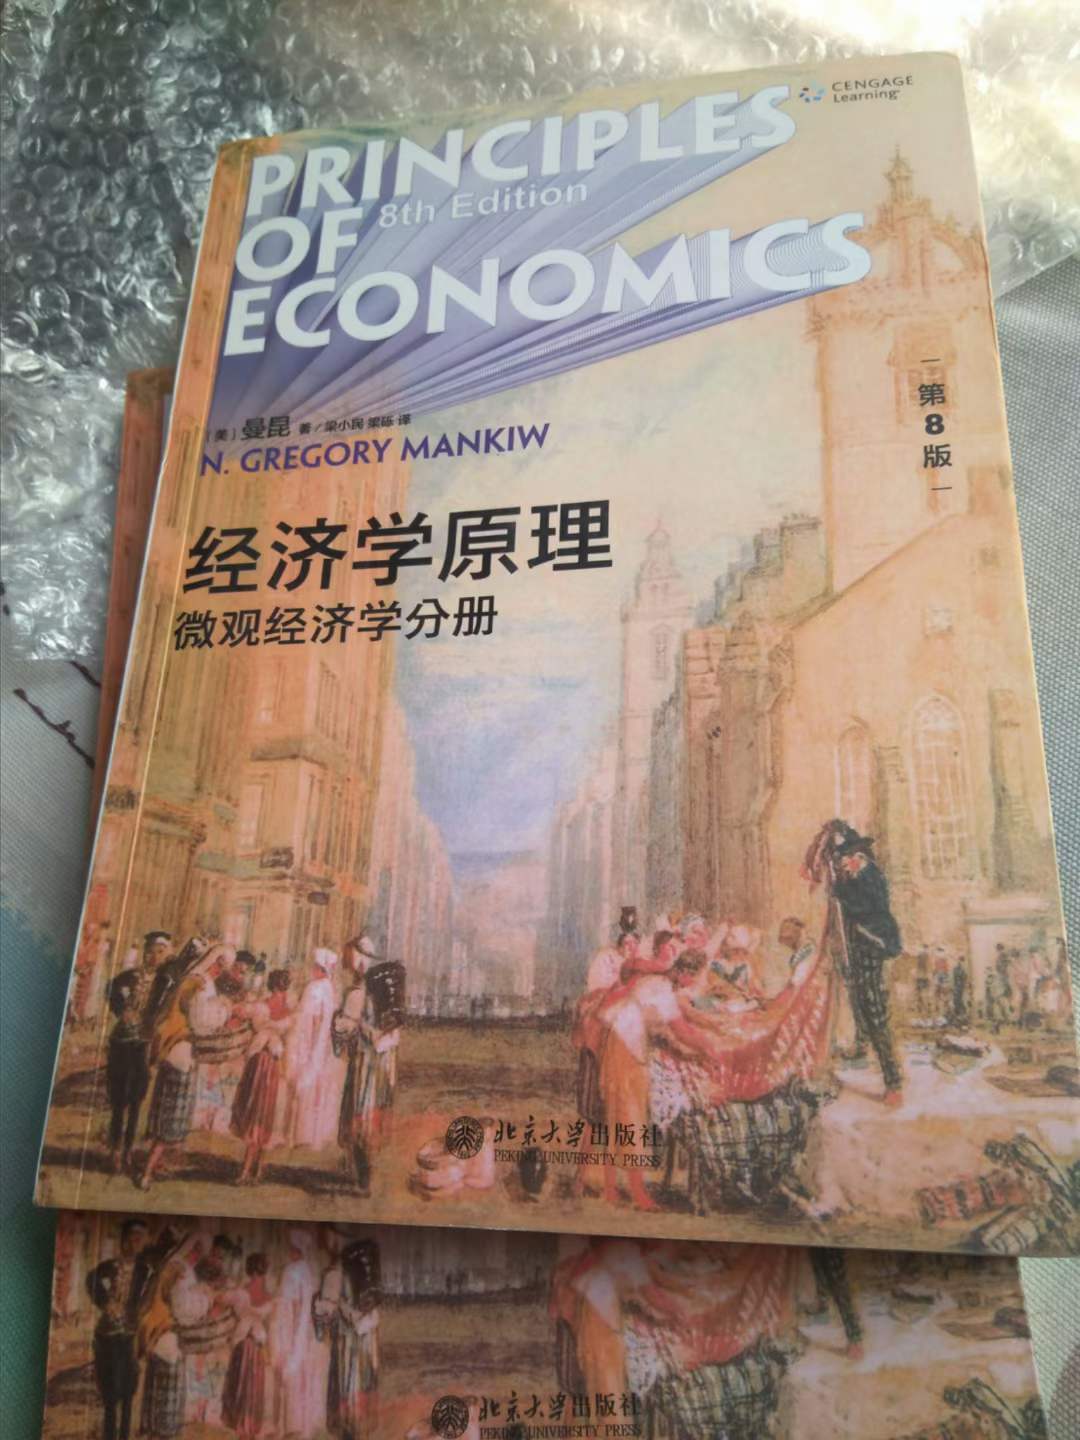 CENGAGE
Learning
PRINCIPLES
OF 8th Edition
ECONOMICS
第8版
［美］曼昆 著／梁小民 梁砾 译
N. GREGORY MANKIW
经济学原理
微观经济学分册
北京大学出版社
PEKING UNIVERSITY PRESS
北京大学出版社
PEKING UNIVERSITY PRESS